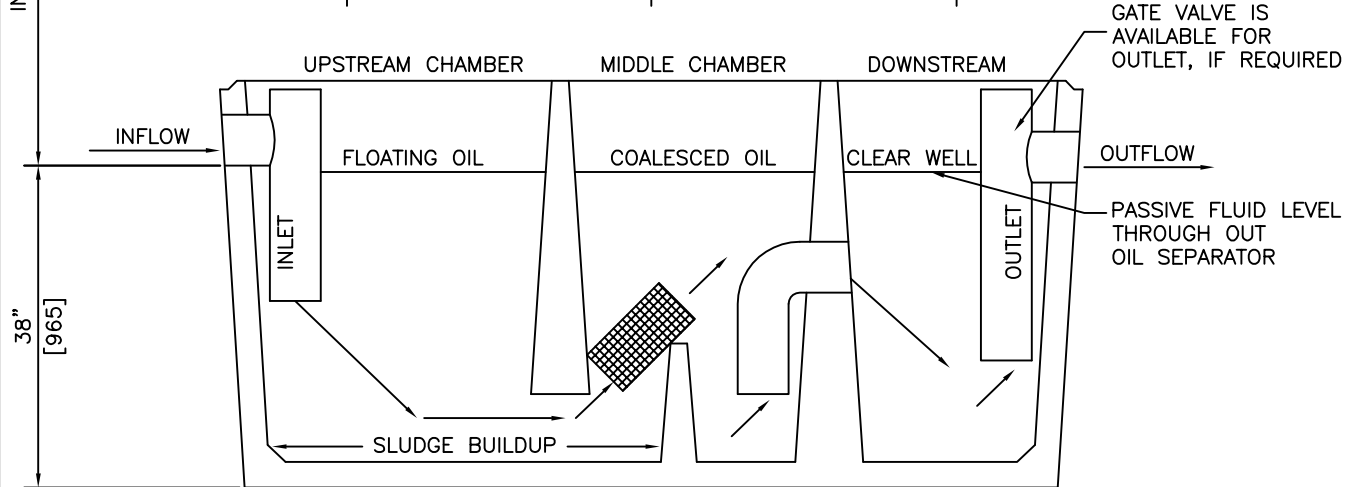 GATE VALVE IS
AVAILABLE FOR
OUTLET, IF REQUIRED
UPSTREAM CHAMBER
MIDDLE CHAMBER
DOWNSTREAM
INFLOW
FLOATING OIL
COALESCED OIL
CLEAR WELL
OUTFLOW
INLET
OUTLET
PASSIVE FLUID LEVEL
THROUGH OUT
OIL SEPARATOR
38"
[965]
SLUDGE BUILDUP